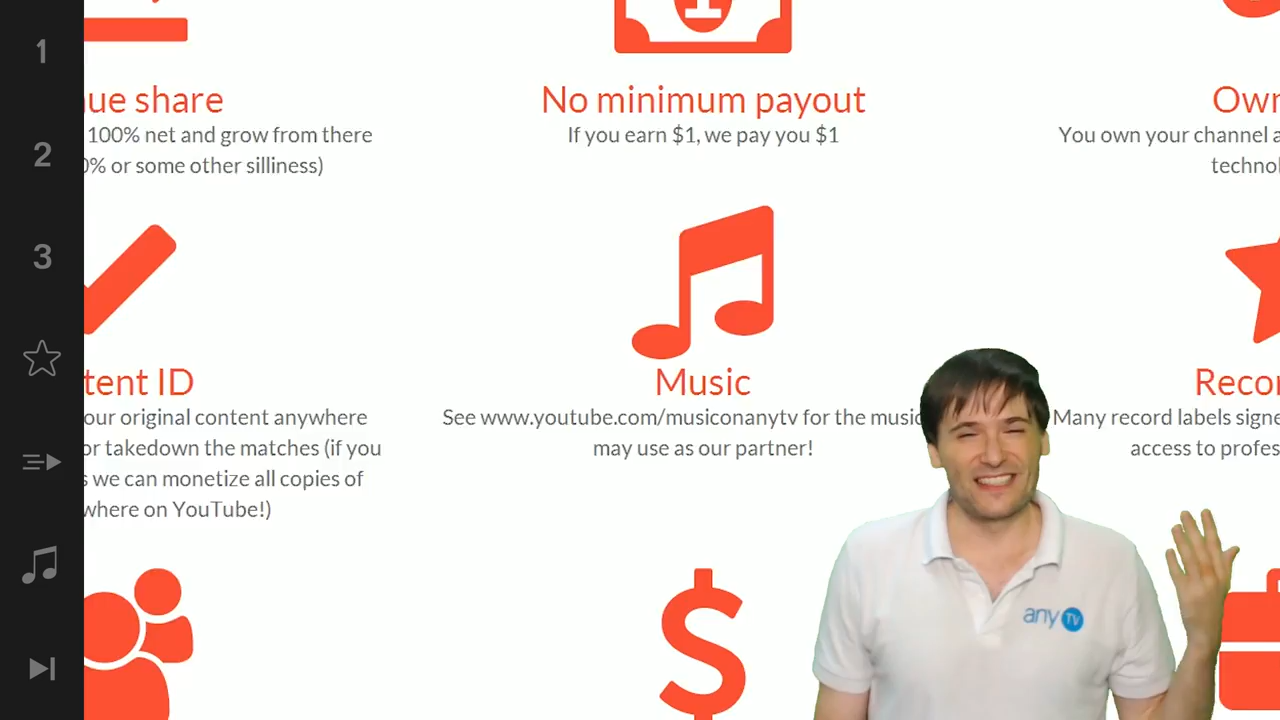 1
2
3
ue share
100% net and grow from there
0% or some other silliness)
No minimum payout
If you earn $1, we pay you $1
Own
You own your channel a
technol
tent ID
our original content anywhere
or takedown the matches (if you
s we can monetize all copies of
where on YouTube!)
Music
See www.youtube.com/musiconanytv for the music
may use as our partner!
Recor
Many record labels signe
access to profes
any TV